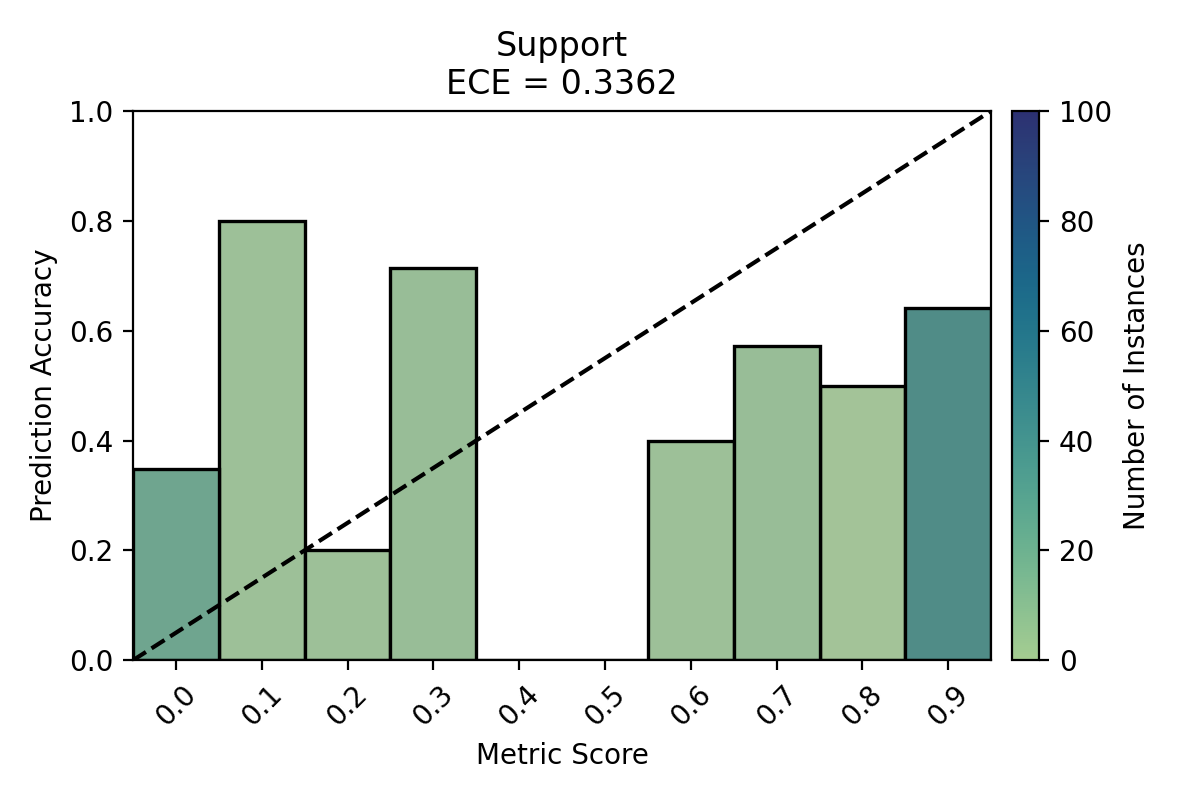 Support
ECE = 0.3362
1.0
0.8
0.6
0.4
0.2
0.0
Prediction Accuracy
0.0 0.1 0.2 0.3 0.4 0.5 0.6 0.7 0.8 0.9
Metric Score
100
80
60
40
20
0
Number of Instances